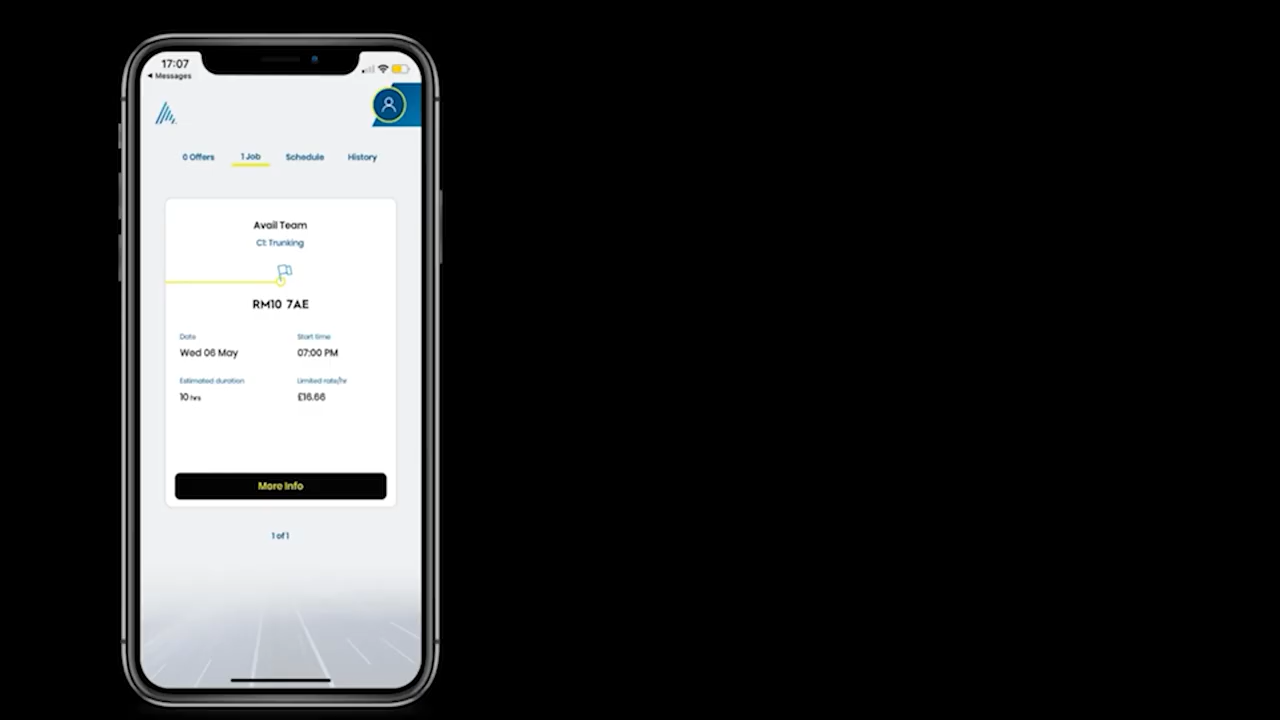 17:07
Messages
0 Offers 1 Job Schedule History
Avail Team
C1: Trunking
RM10 7AE
Date Start time
Wed 06 May 07:00 PM
Estimated duration Limited rate/hr
10 hrs £16.66
More Info
1 of 1